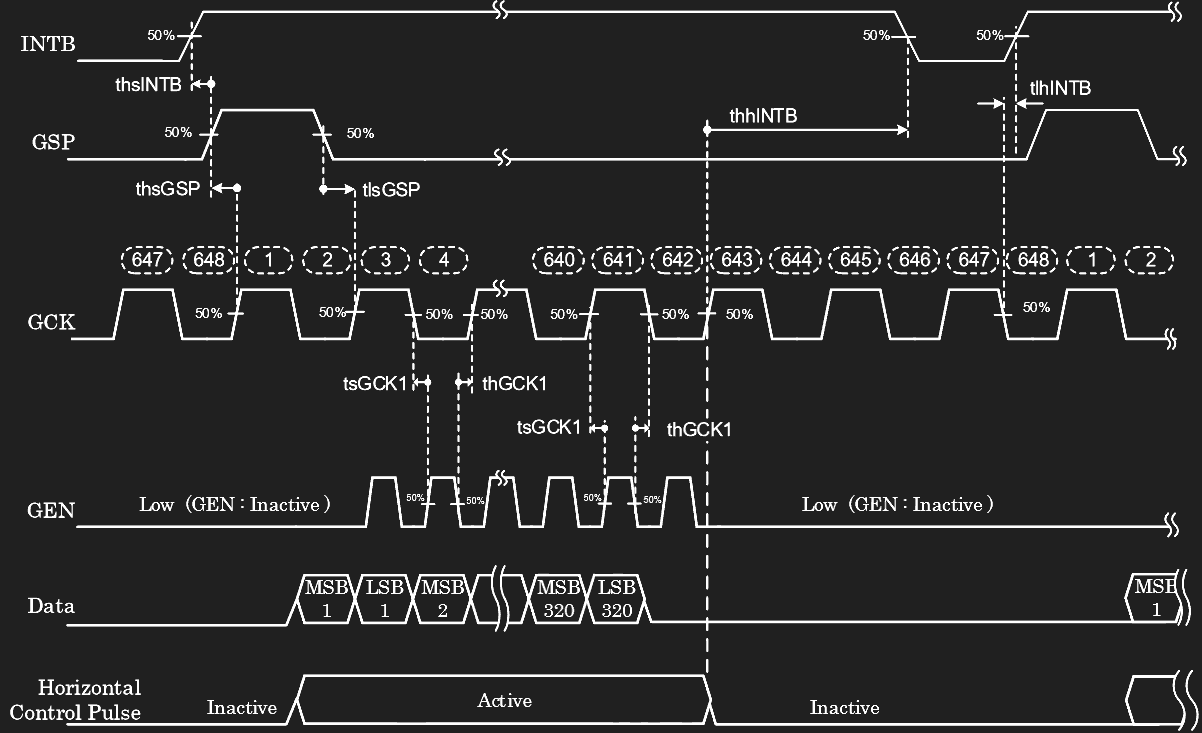 50% 50% 50%
INTB
thsINTB
tlhINTB
thhINTB
50% 50%
GSP
thsGSP tlsGSP
647 648 1 2 3 4 640 641 642 643 644 645 646 647 648 1 2
GCK
50% 50% 50% 50% 50% 50% 50% 50%
tsGCK1 thGCK1
tsGCK1 thGCK1
GEN
Low (GEN : Inactive )
50% 50% 50% 50%
Low (GEN : Inactive )
Data
MSB LSB MSB MSB LSB MSB
1 1 2 320 320 1
Horizontal
Control Pulse
Inactive Active Inactive